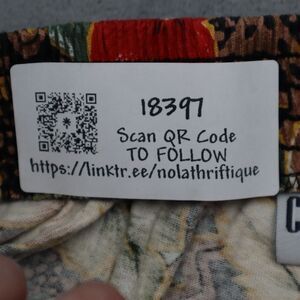 18397
Scan QR Code
TO FOLLOW
https://linktr.ee/nolathriftique
C